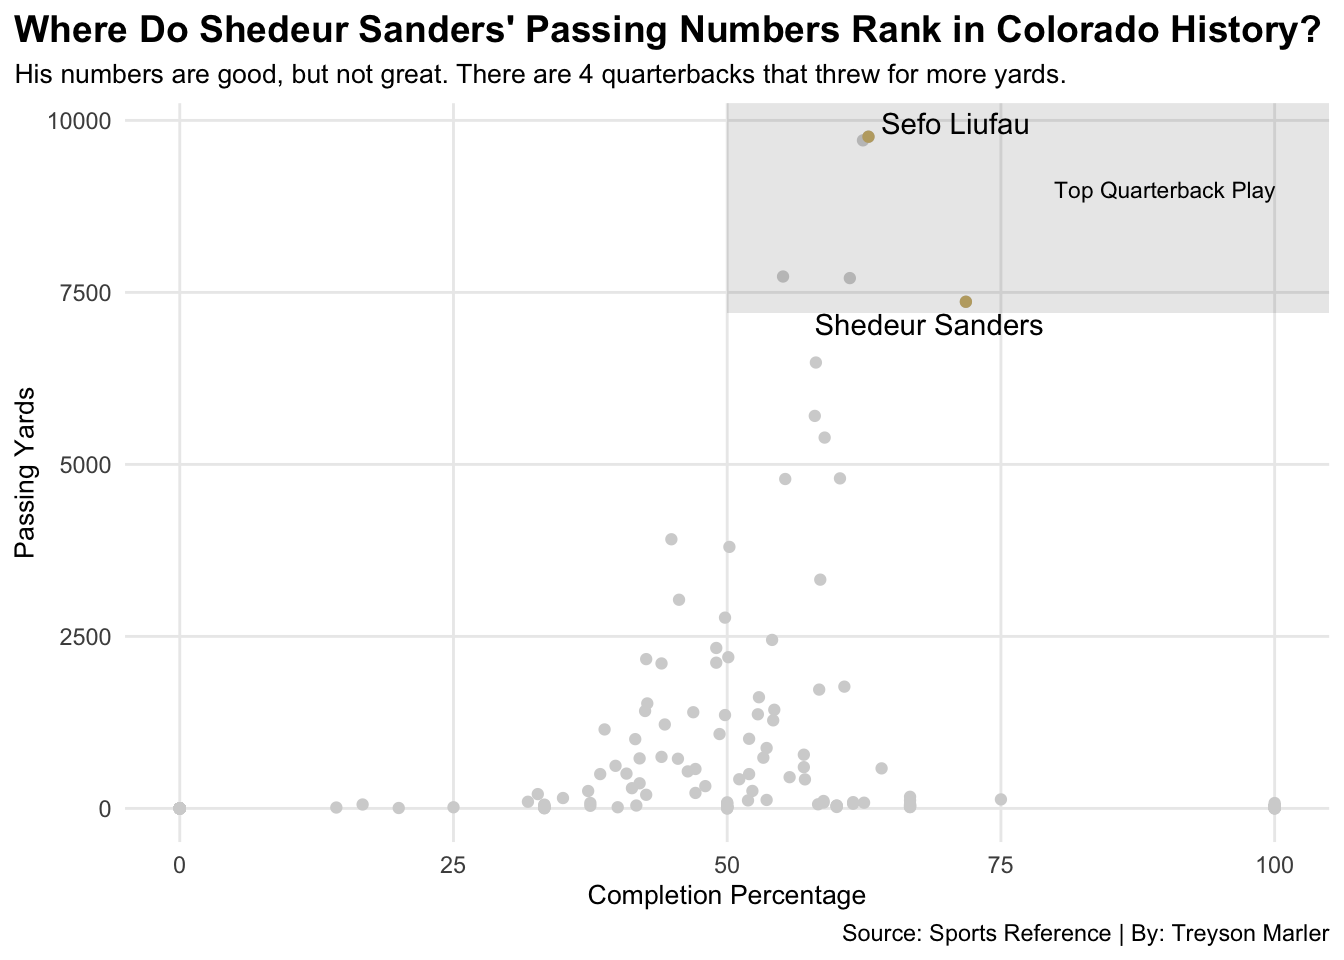 Where Do Shedeur Sanders' Passing Numbers Rank in Colorado History?
His numbers are good, but not great. There are 4 quarterbacks that threw for more yards.
10000
Sefo Liufau
Top Quarterback Play
7500
Shedeur Sanders
Passing Yards
5000
2500
0
0 25 50 75 100
Completion Percentage
Source: Sports Reference | By: Treyson Marler